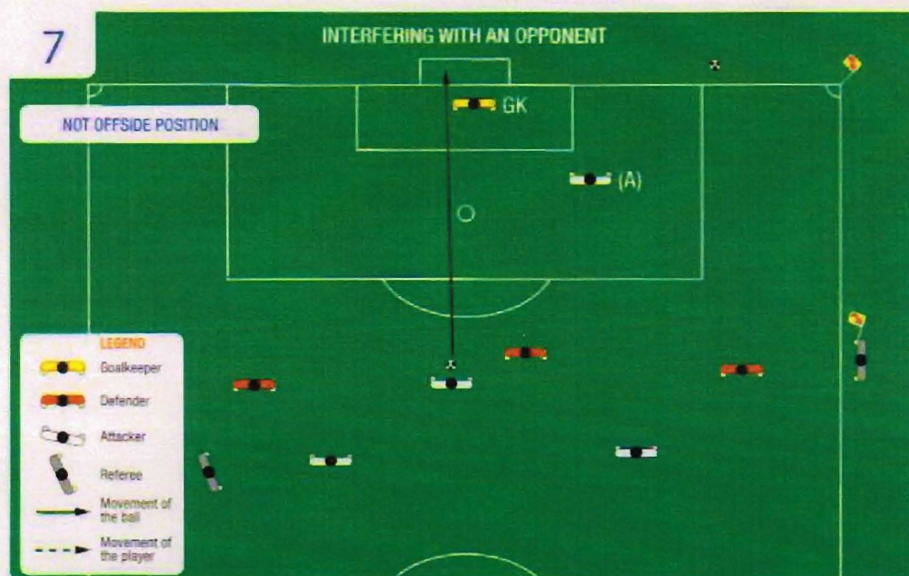 7
INTERFERING WITH AN OPPONENT
NOT OFFSIDE POSITION
GK
(A)
LEGEND
Goalkeeper
Defender
Attacker
Referee
Movement of
the ball
Movement of
the player